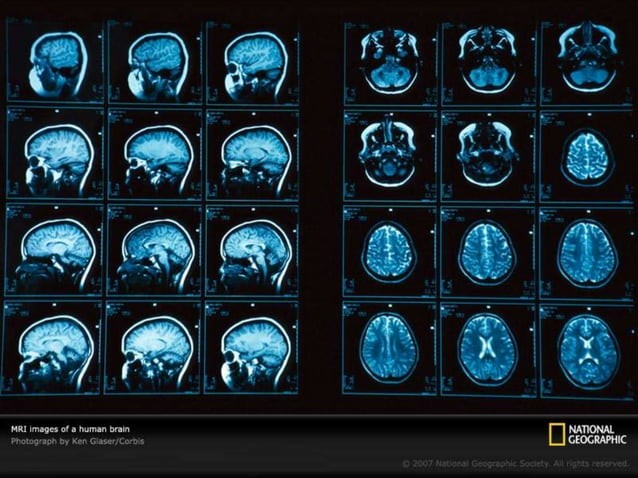 MRI images of a human brain
Photograph by Ken Glaser/Corbis
NATIONAL
GEOGRAPHIC
© 2007 National Geographic Society. All rights reserved.